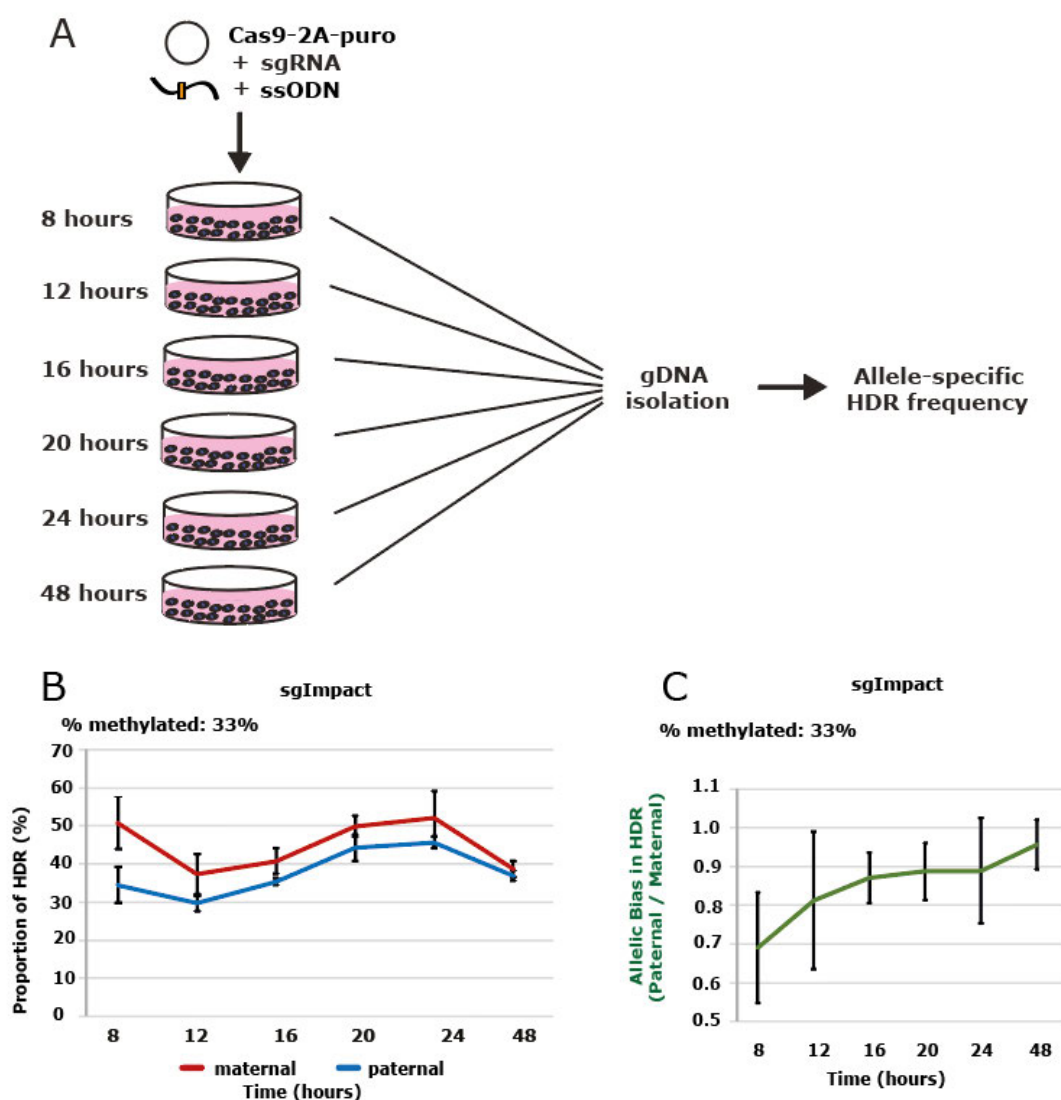 A
Cas9-2A-puro
+ sgRNA
+ ssODN
8 hours
12 hours
16 hours
20 hours
24 hours
48 hours
gDNA
isolation
Allele-specific
HDR frequency
B
sgImpact
% methylated: 33%
Proportion of HDR (%)
70
60
50
40
30
20
10
0
8 12 16 20 24 48
maternal paternal
Time (hours)
C
sgImpact
% methylated: 33%
Allelic Bias in HDR
(Paternal / Maternal)
1.1
1.0
0.9
0.8
0.7
0.6
0.5
8 12 16 20 24 48
Time (hours)